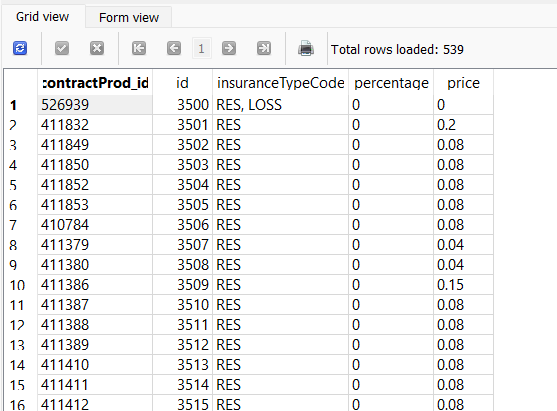 Grid view Form view
1 Total rows loaded: 539
contractProd_id id insuranceTypeCode percentage price
1 526939 3500 RES, LOSS 0 0
2 411832 3501 RES 0 0.2
3 411849 3502 RES 0 0.08
4 411850 3503 RES 0 0.08
5 411852 3504 RES 0 0.08
6 411853 3505 RES 0 0.08
7 410784 3506 RES 0 0.08
8 411379 3507 RES 0 0.04
9 411380 3508 RES 0 0.04
10 411386 3509 RES 0 0.15
11 411387 3510 RES 0 0.08
12 411388 3511 RES 0 0.08
13 411389 3512 RES 0 0.08
14 411410 3513 RES 0 0.08
15 411411 3514 RES 0 0.08
16 411412 3515 RES 0 0.08